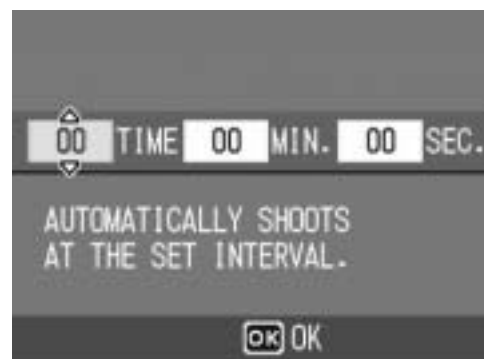 00 TIME 00 MIN. 00 SEC.
AUTOMATICALLY SHOOTS
AT THE SET INTERVAL.
OK OK